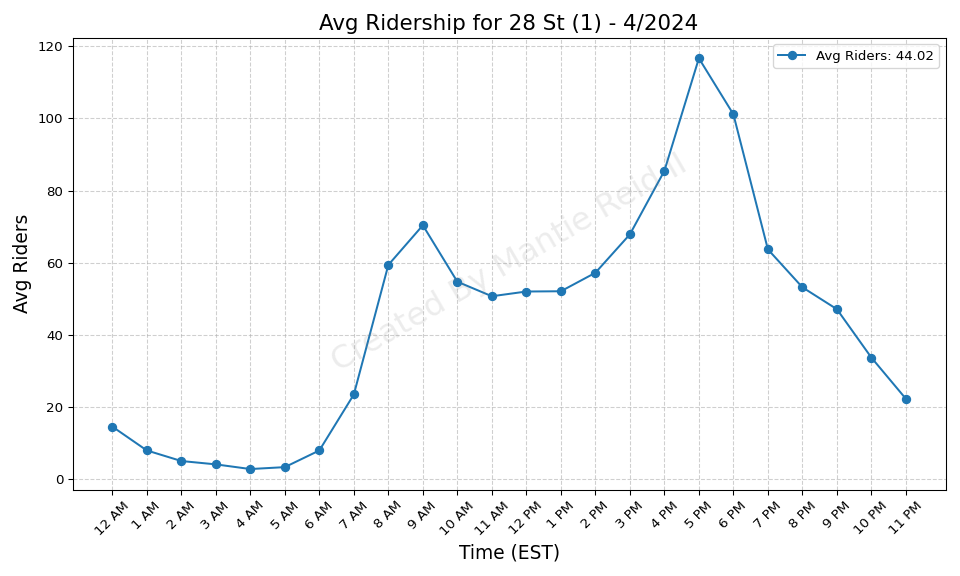 Avg Ridership for 28 St (1) - 4/2024
Avg Riders: 44.02
120
100
80
60
40
20
0
Avg Riders
Created By Mantie Reid II
12 AM
1 AM
2 AM
3 AM
4 AM
5 AM
6 AM
7 AM
8 AM
9 AM
10 AM
11 AM
12 PM
1 PM
2 PM
3 PM
4 PM
5 PM
6 PM
7 PM
8 PM
9 PM
10 PM
11 PM
Time (EST)